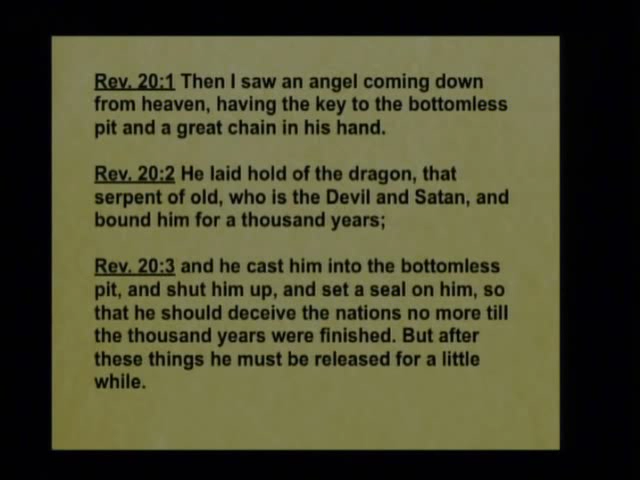 Rev. 20:1 Then I saw an angel coming down
from heaven, having the key to the bottomless
pit and a great chain in his hand.
Rev. 20:2 He laid hold of the dragon, that
serpent of old, who is the Devil and Satan, and
bound him for a thousand years;
Rev. 20:3 and he cast him into the bottomless
pit, and shut him up, and set a seal on him, so
that he should deceive the nations no more till
the thousand years were finished. But after
these things he must be released for a little
while.